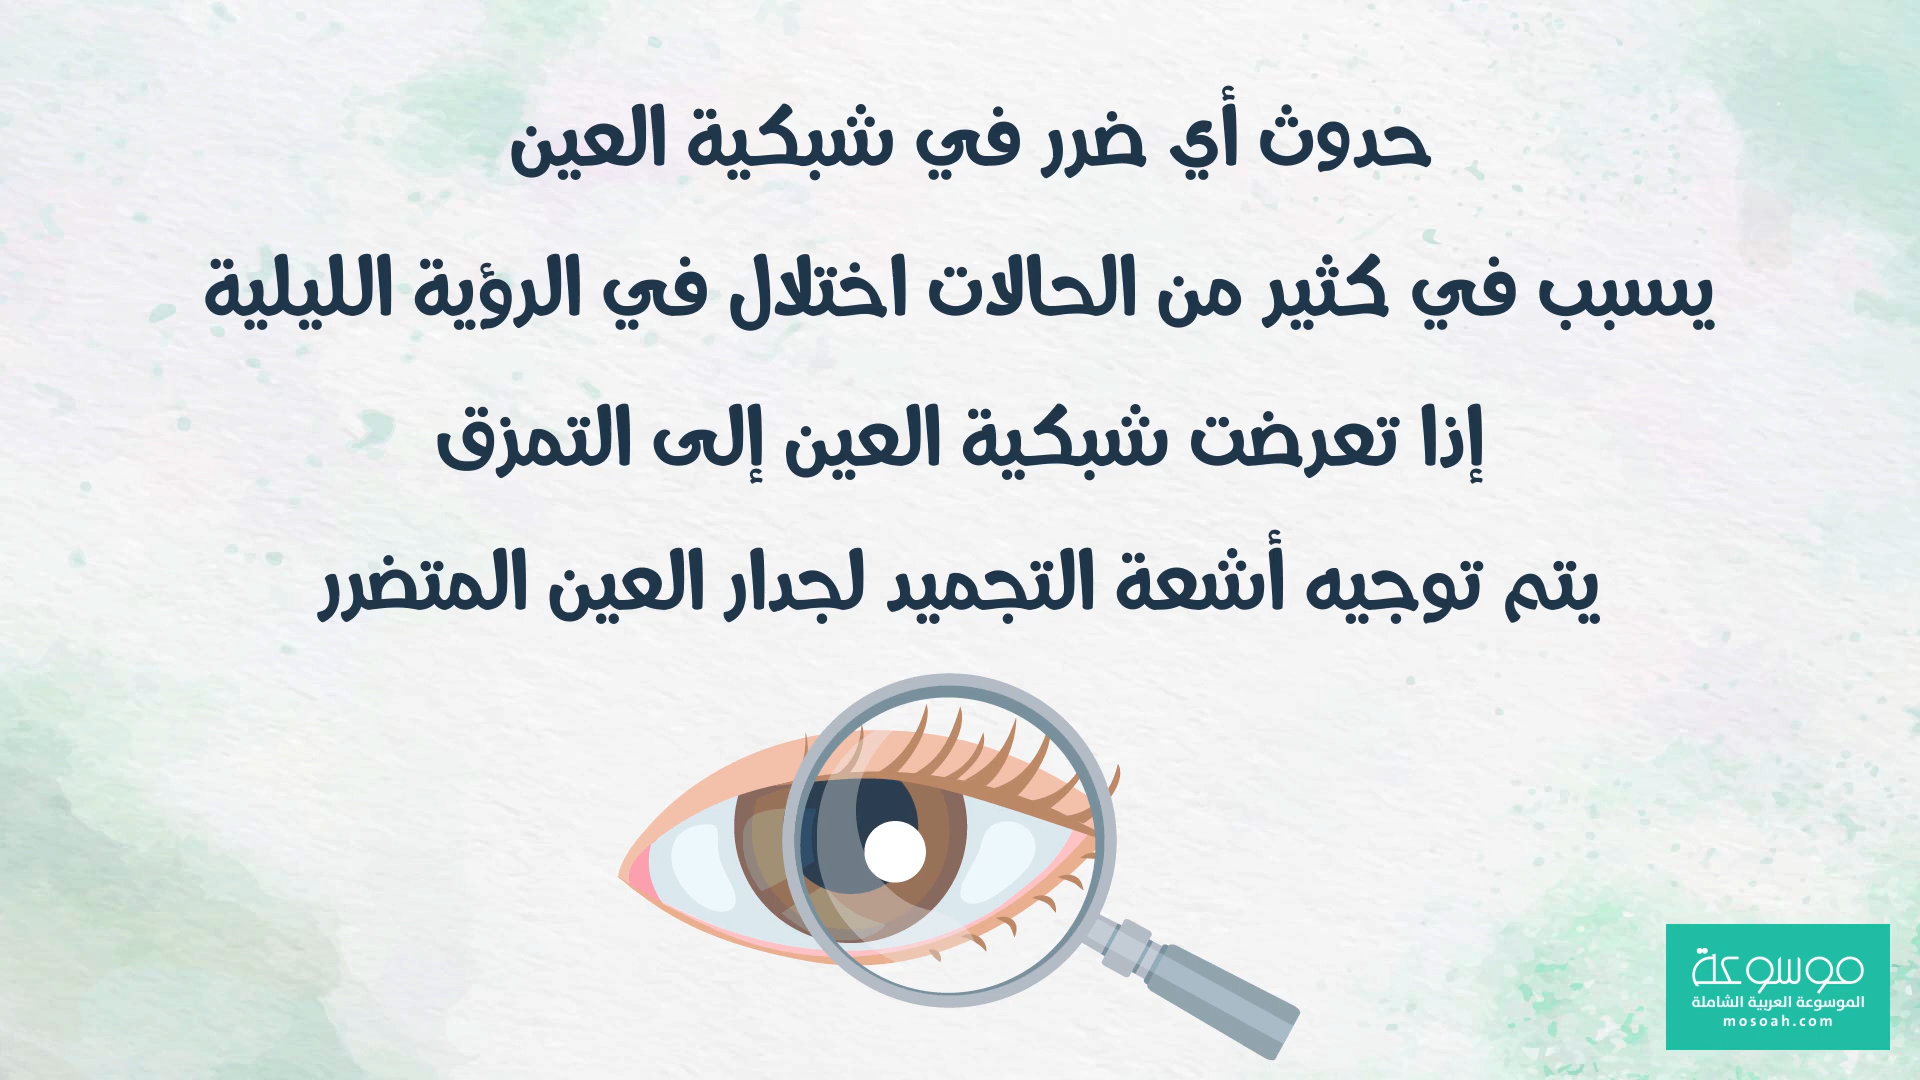 حدوث أي ضرر في شبكية العين
يسبب في كثير من الحالات اختلال في الرؤية الليلية
إذا تعرضت شبكية العين إلى التمزق
يتم توجيه أشعة التجميد لجدار العين المتضرر
موسوعة
الموسوعة العربية الشاملة
mosoah.com